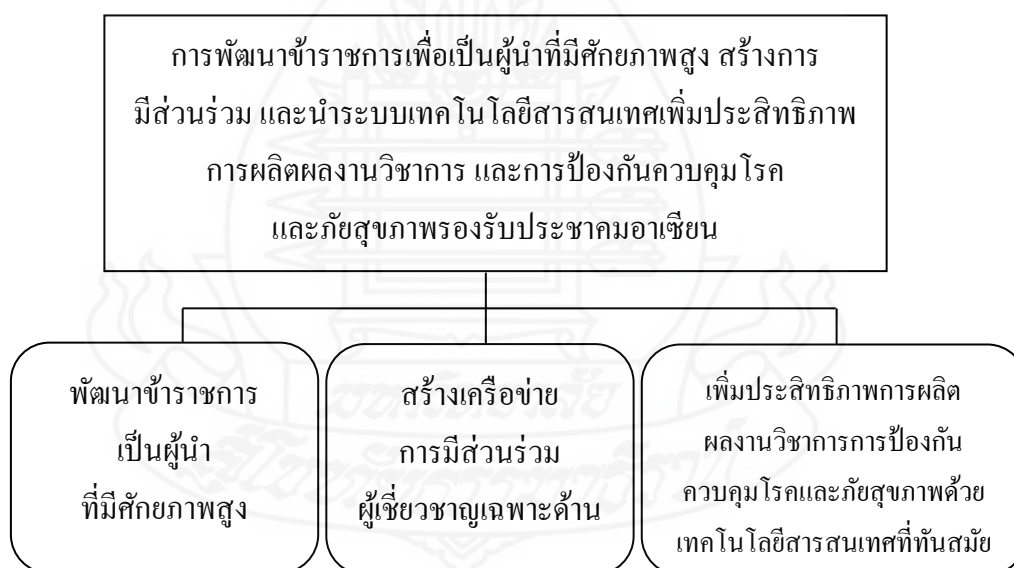 การพัฒนาข้าราชการเพื่อเป็นผู้นำที่มีศักยภาพสูง สร้างการ
มีส่วนร่วม และนำระบบเทคโนโลยีสารสนเทศเพิ่มประสิทธิภาพ
การผลิตผลงานวิชาการ และการป้องกันควบคุมโรค
และภัยสุขภาพรองรับประชาคมอาเซียน
พัฒนาข้าราชการ
เป็นผู้นำ
ที่มีศักยภาพสูง
สร้างเครือข่าย
การมีส่วนร่วม
ผู้เชี่ยวชาญเฉพาะด้าน
เพิ่มประสิทธิภาพการผลิต
ผลงานวิชาการการป้องกัน
ควบคุมโรคและภัยสุขภาพด้วย
เทคโนโลยีสารสนเทศที่ทันสมัย